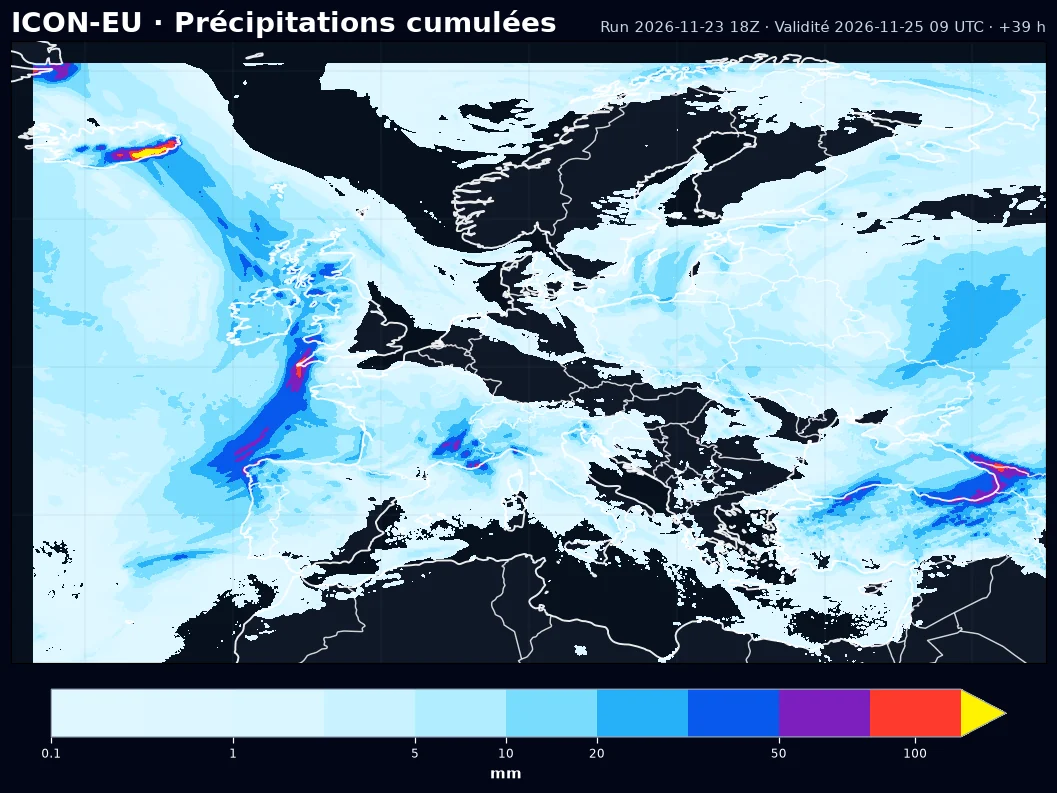 ICON-EU · Précipitations cumulées
Run 2026-11-23 18Z · Validité 2026-11-25 09 UTC · +39 h
0.1 1 5 10 20 50 100
mm